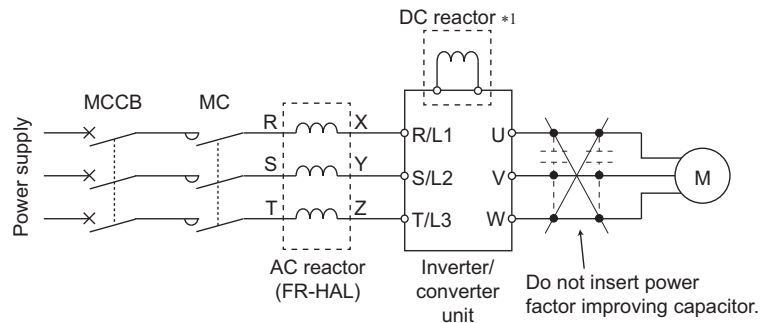 DC reactor *1
MCCB
MC
R
X
R/L1
U
S
Y
S/L2
V
T
Z
T/L3
W
M
Power supply
AC reactor
(FR-HAL)
Inverter/
converter
unit
Do not insert power
factor improving capacitor.